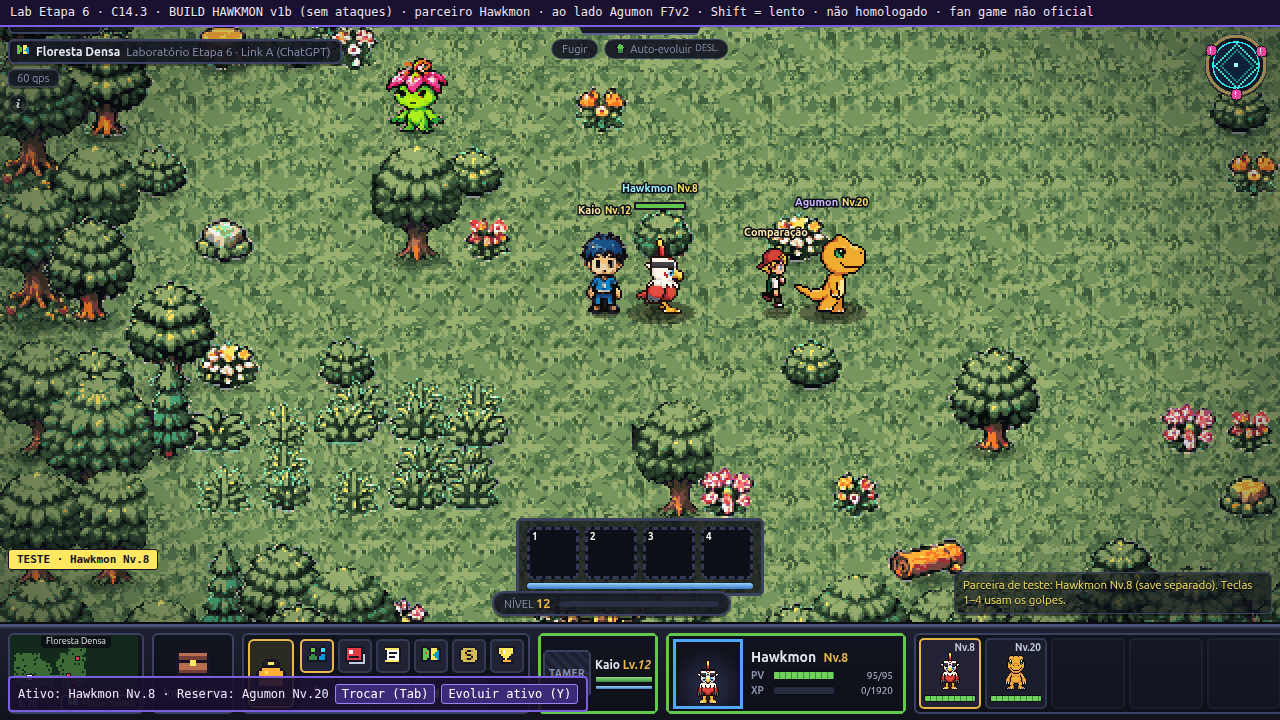 Lab Etapa 6 · C14.3 · BUILD HAWKMON v1b (sem ataques) · parceiro Hawkmon · ao lado Agumon F7v2 · Shift = lento · não homologado · fan game não oficial
Floresta Densa Laboratório Etapa 6 · Link A (ChatGPT)
Fugir
Auto-evoluir DESL.
60 qps
i
Hawkmon Nv.8
Kaio Nv.12
Agumon Nv.20
Comparação
1 2 3 4
TESTE · Hawkmon Nv.8
Parceira de teste: Hawkmon Nv.8 (save separado). Teclas
1–4 usam os golpes.
NÍVEL 12
Floresta Densa
TAMER
Kaio Lv.12
Hawkmon Nv.8
PV 95/95
XP 0/1920
Nv.8
Nv.20
Ativo: Hawkmon Nv.8 · Reserva: Agumon Nv.20 Trocar (Tab) Evoluir ativo (Y)